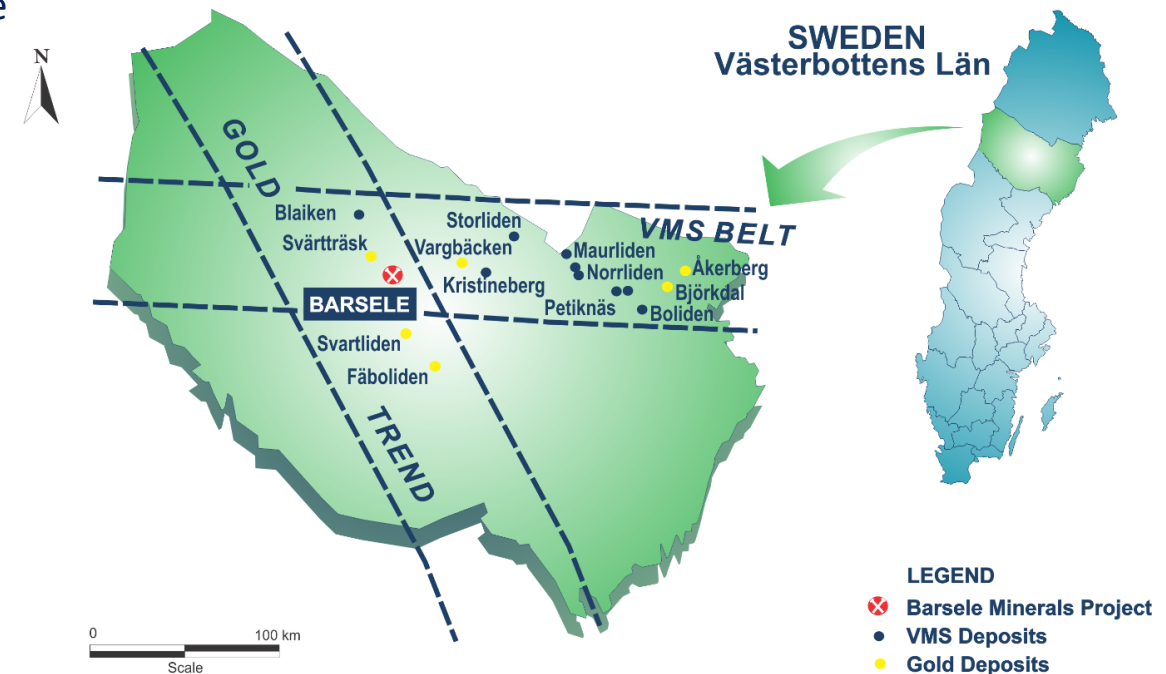 e
N
SWEDEN
Västerbottens Län
GOLD
VMS BELT
Blaiken
Storliden
Svärtträsk
Vargbäcken
Maurliden
Åkerberg
Norrliden
Kristineberg
Björkdal
BARSELE
Petiknäs
Boliden
Svartliden
Fäboliden
TREND
LEGEND
Barsele Minerals Project
VMS Deposits
Gold Deposits
0 100 km
Scale